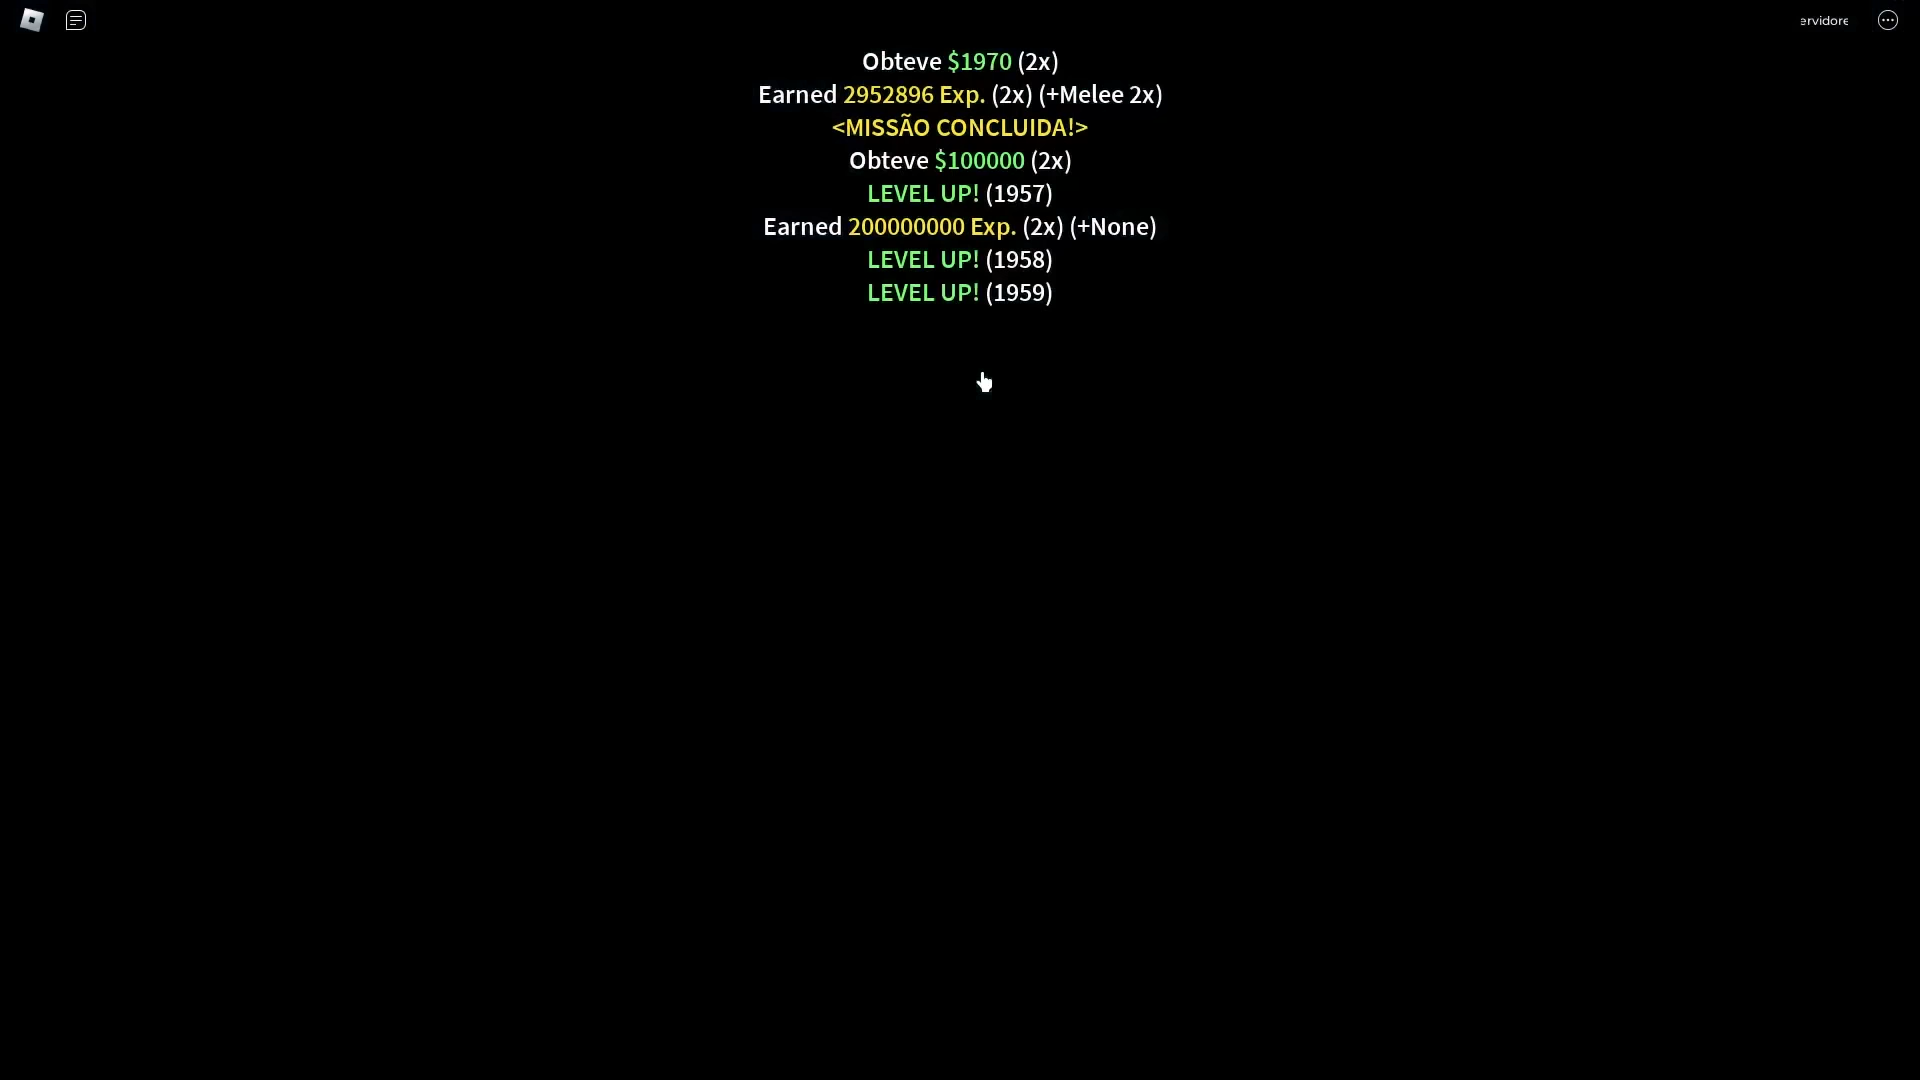 ervidore
Obteve $1970 (2x)
Earned 2952896 Exp. (2x) (+Melee 2x)
<MISSÃO CONCLUIDA!>
Obteve $100000 (2x)
LEVEL UP! (1957)
Earned 200000000 Exp. (2x) (+None)
LEVEL UP! (1958)
LEVEL UP! (1959)